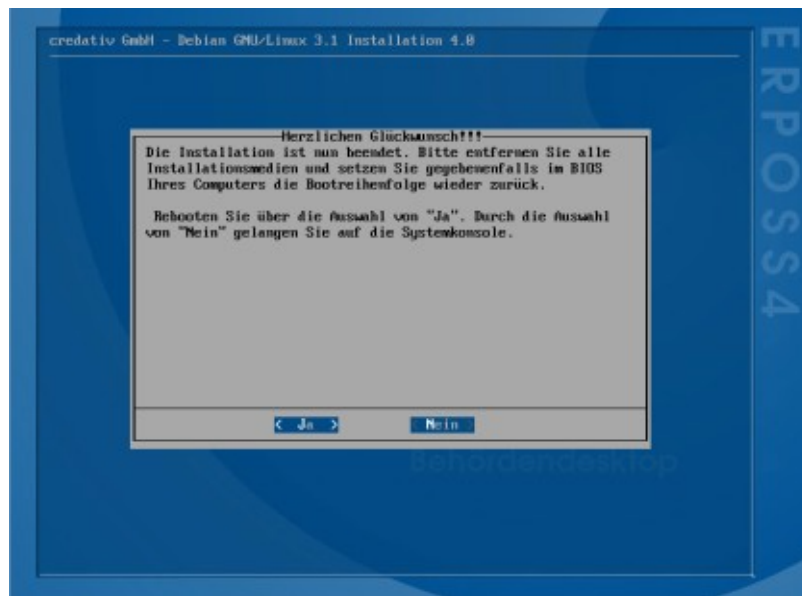 credativ GmbH - Debian GNU/Linux 3.1 Installation 4.0
Herzlichen Glückwunsch!!!
Die Installation ist nun beendet. Bitte entfernen Sie alle
Installationsmedien und setzen Sie gegebenenfalls im BIOS
Ihres Computers die Bootreihenfolge wieder zurück.
Rebooten Sie über die Auswahl von "Ja". Durch die Auswahl
von "Nein" gelangen Sie auf die Systemkonsole.
< Ja > < Nein >
Behördendesktop
ERPOSS4